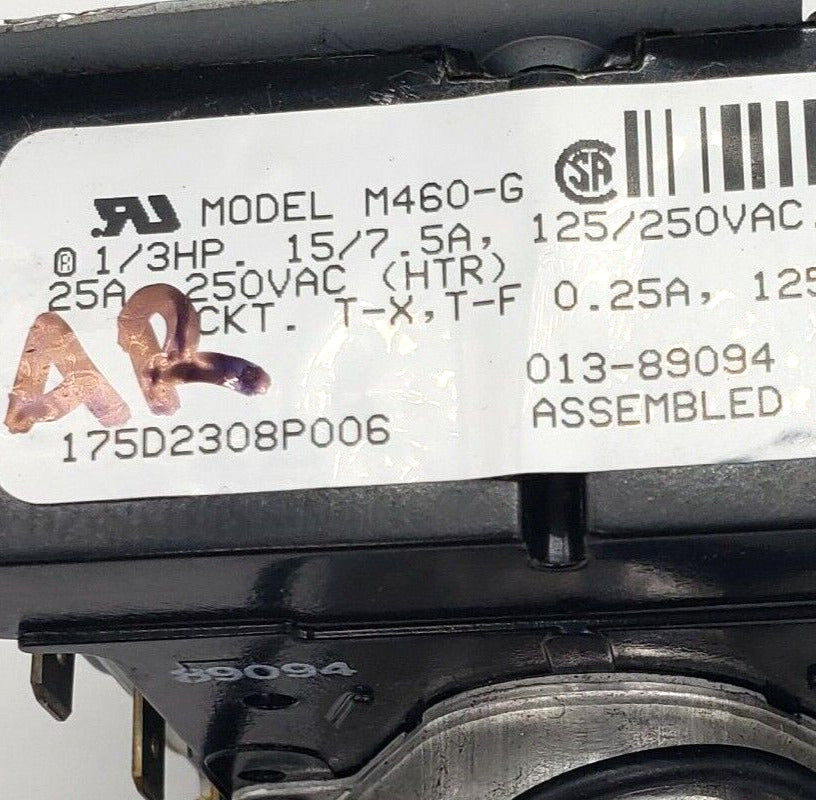 MODEL M460-G
® 1/3HP. 15/7.5A, 125/250VAC.
25A 250VAC (HTR)
CKT. T-X,T-F 0.25A, 125
AR
013-89094
175D2308P006
ASSEMBLED
89094